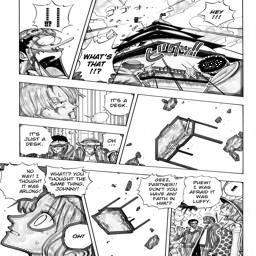 HEY
!!!
WHAT'S
THAT
!!?
IT'S A
DESK.
OH
IT'S
JUST A
DESK.
PHEW!
I WAS
AFRAID IT
WAS
LUFFY.
GEEZ,
PARTNER!!
DON'T YOU
HAVE ANY
FAITH IN
HIM?
WHAT!? YOU
THOUGHT
THE SAME
THING,
JOHNNY!
NO
WAY! I
THOUGHT
IT WAS
ARLONG!
OH!